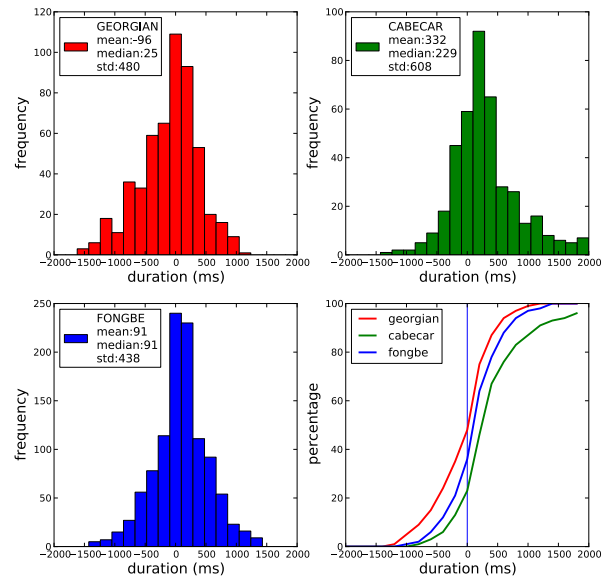 120
100
80
60
40
20
0
frequency
GEORGIAN
mean:-96
median:25
std:480
−2000 −1500 −1000 −500 0 500 1000 1500 2000
duration (ms)
100
80
60
40
20
0
frequency
CABECAR
mean:332
median:229
std:608
−2000 −1500 −1000 −500 0 500 1000 1500 2000
duration (ms)
250
200
150
100
50
0
frequency
FONGBE
mean:91
median:91
std:438
−2000 −1500 −1000 −500 0 500 1000 1500 2000
duration (ms)
100
80
60
40
20
0
percentage
georgian
cabecar
fongbe
−2000 −1500 −1000 −500 0 500 1000 1500 2000
duration (ms)